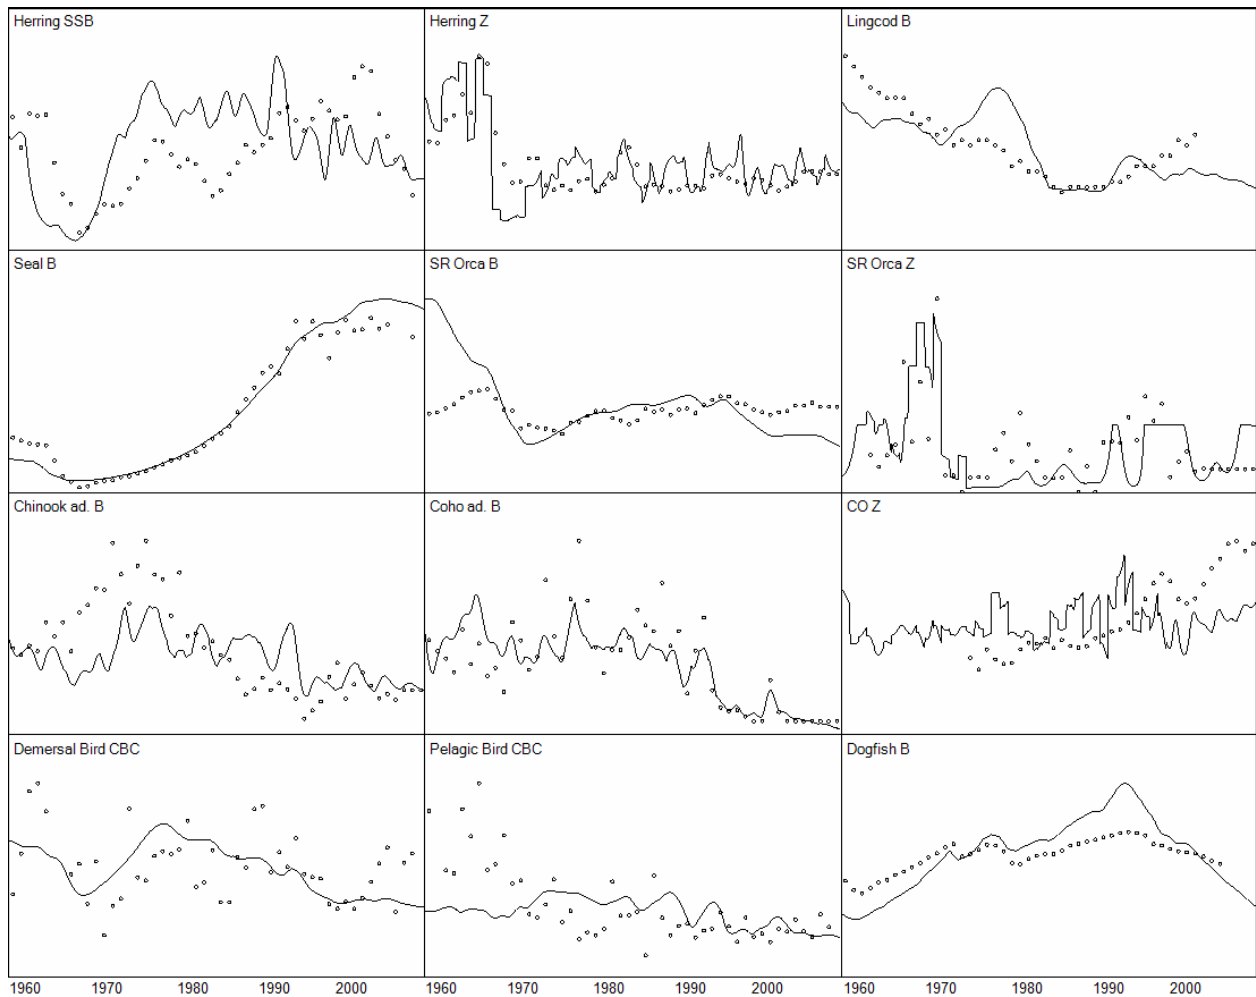 Herring SSB
Herring Z
Lingcod B
Seal B
SR Orca B
SR Orca Z
Chinook ad. B
Coho ad. B
CO Z
Demersal Bird CBC
Pelagic Bird CBC
Dogfish B
1960 1970 1980 1990 2000
1960 1970 1980 1990 2000
1960 1970 1980 1990 2000